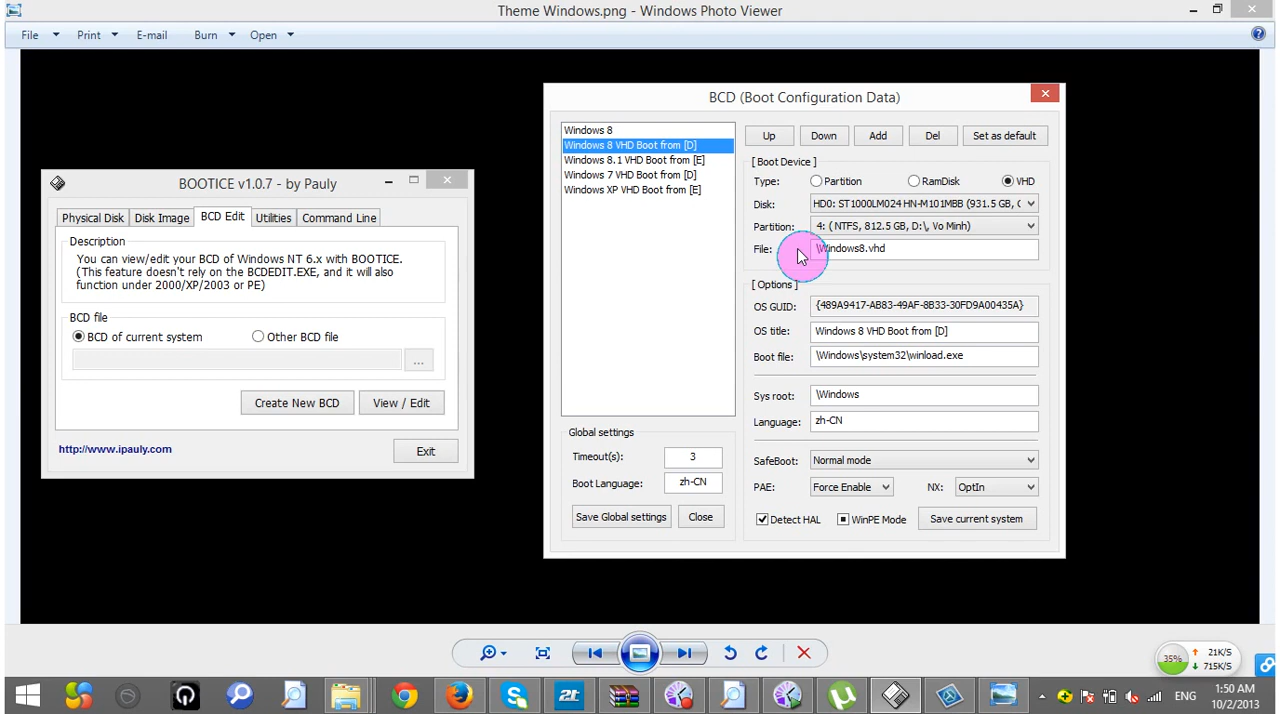 Theme Windows.png - Windows Photo Viewer
File Print E-mail Burn Open
BOOTICE v1.0.7 - by Pauly
Physical Disk Disk Image BCD Edit Utilities Command Line
Description
You view/edit your BCD of Windows NT 6.x with BOOTICE.
(This feature doesn't rely on the BCDEDIT.EXE, and it will also
function under 2000/XP/2003 or PE)
BCD file
BCD of current system Other BCD file
...
Create New BCD View / Edit
http://www.ipauly.com
Exit
BCD (Boot Configuration Data)
Windows 8
Windows 8 VHD Boot from [D]
Windows 8.1 VHD Boot from [E]
Windows 7 VHD Boot from [D]
Windows XP VHD Boot from [E]
Global settings
Timeout(s): 3
Boot Language: zh-CN
Save Global settings Close
Up Down Add Del Set as default
[ Boot Device ]
Type: Partition RamDisk VHD
Disk: HD0: ST1000LM024 HN-M101MBB (931.5 GB,
Partition: 4: ( NTFS, 812.5 GB, D:\, Vo Minh)
File: \Windows8.vhd
[ Options ]
OS GUID: {489A9417-AB83-49AF-8B33-30FD9A00435A}
OS title: Windows 8 VHD Boot from [D]
Boot file: \Windows\system32\winload.exe
Sys root: \Windows
Language: zh-CN
SafeBoot: Normal mode
PAE: Force Enable NX: OptIn
Detect HAL WinPE Mode Save current system
35% 21K/S
715K/S
ENG 1:50 AM
10/2/2013